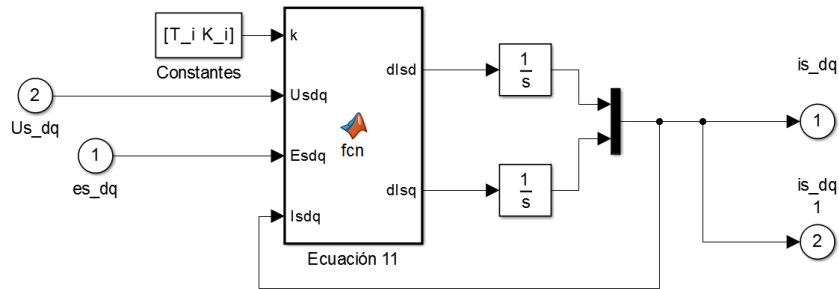 [T_i K_i]
Constantes
2
Us_dq
1
es_dq
k
Usdq
Esdq
Isdq
fcn
dIsd
dIsq
Ecuación 11
1
s
1
s
is_dq
1
is_dq
1
2